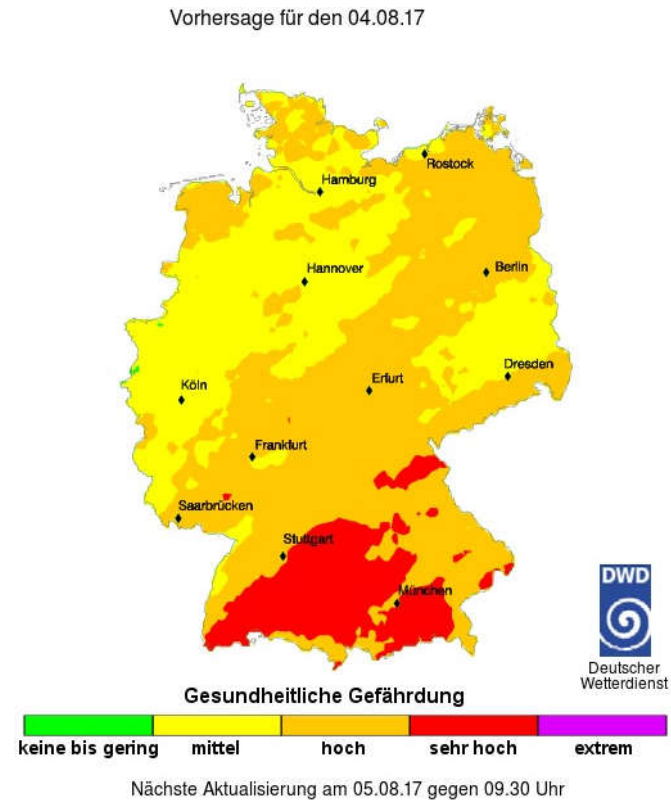 Vorhersage für den 04.08.17
Rostock
Hamburg
Hannover
Berlin
Dresden
Erfurt
Köln
Frankfurt
Saarbrücken
Stuttgart
München
DWD
Deutscher
Wetterdienst
Gesundheitliche Gefährdung
keine bis gering mittel hoch sehr hoch extrem
Nächste Aktualisierung am 05.08.17 gegen 09.30 Uhr